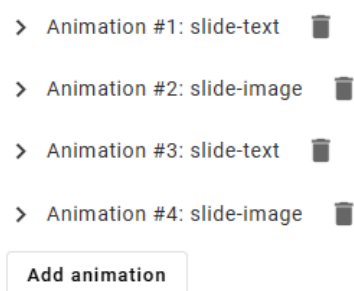 Animation #1: slide-text
Animation #2: slide-image
Animation #3: slide-text
Animation #4: slide-image
Add animation